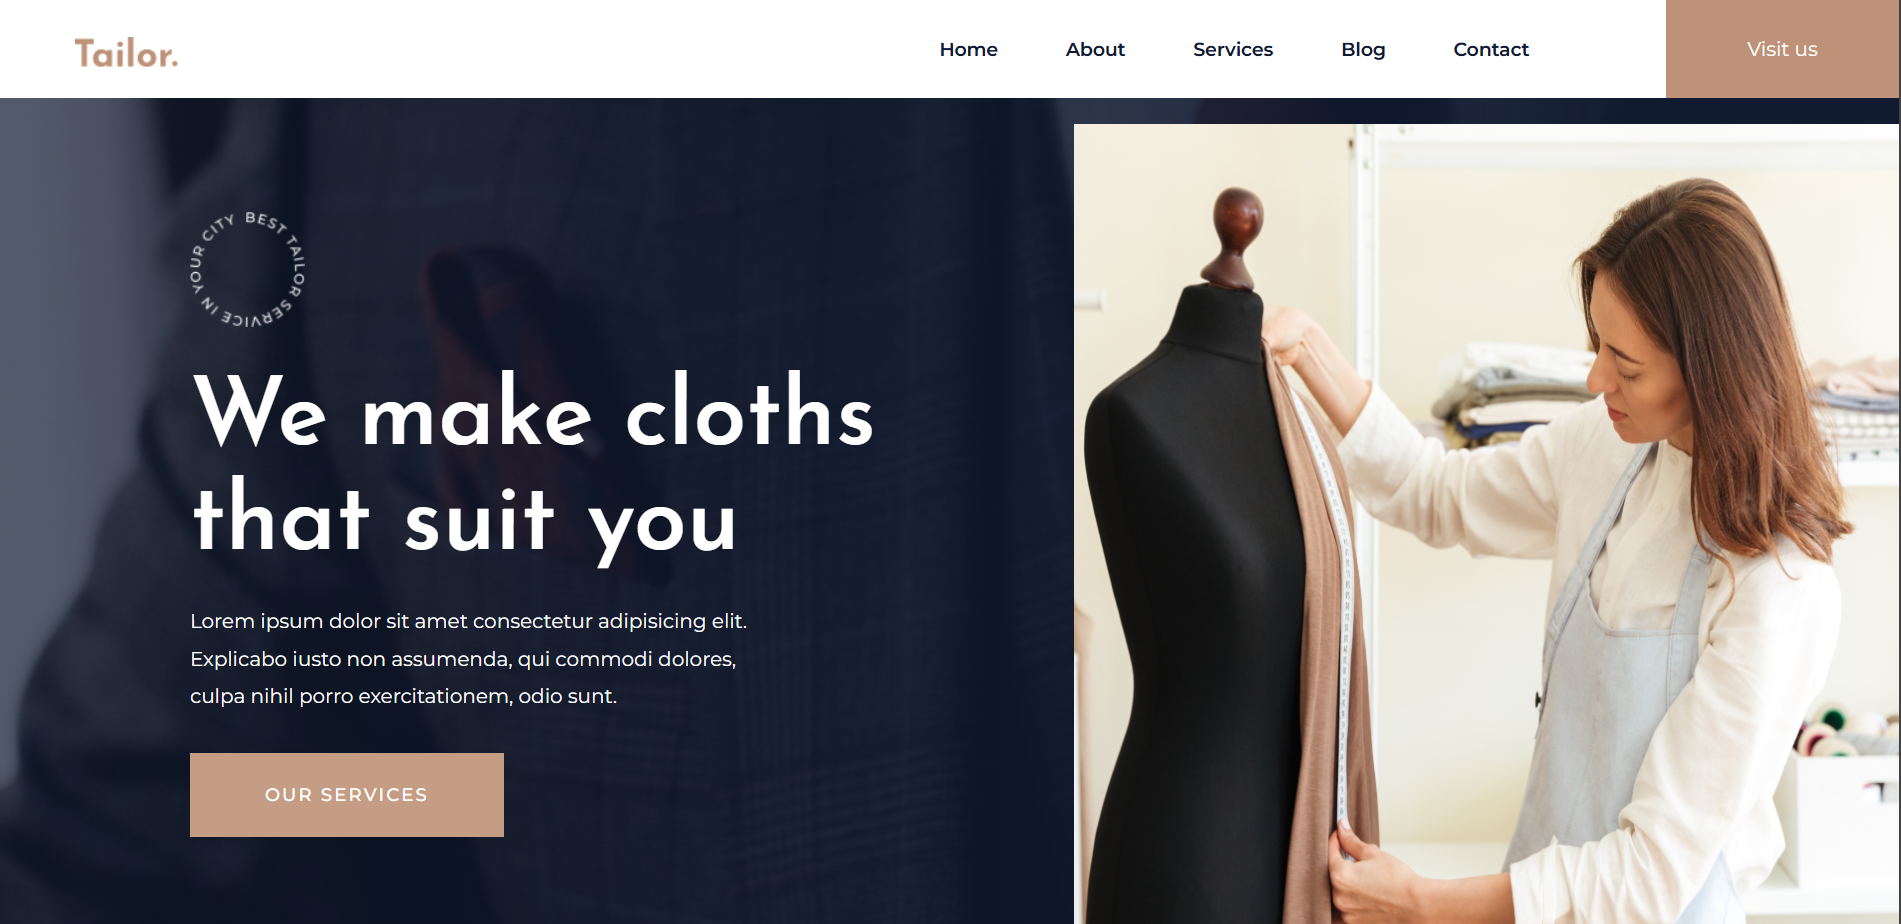 Tailor.
Home
About
Services
Blog
Contact
Visit us
BEST TAILOR SERVICE IN YOUR CITY
We make cloths
that suit you
Lorem ipsum dolor sit amet consectetur adipisicing elit.
Explicabo iusto non assumenda, qui commodi dolores,
culpa nihil porro exercitationem, odio sunt.
OUR SERVICES